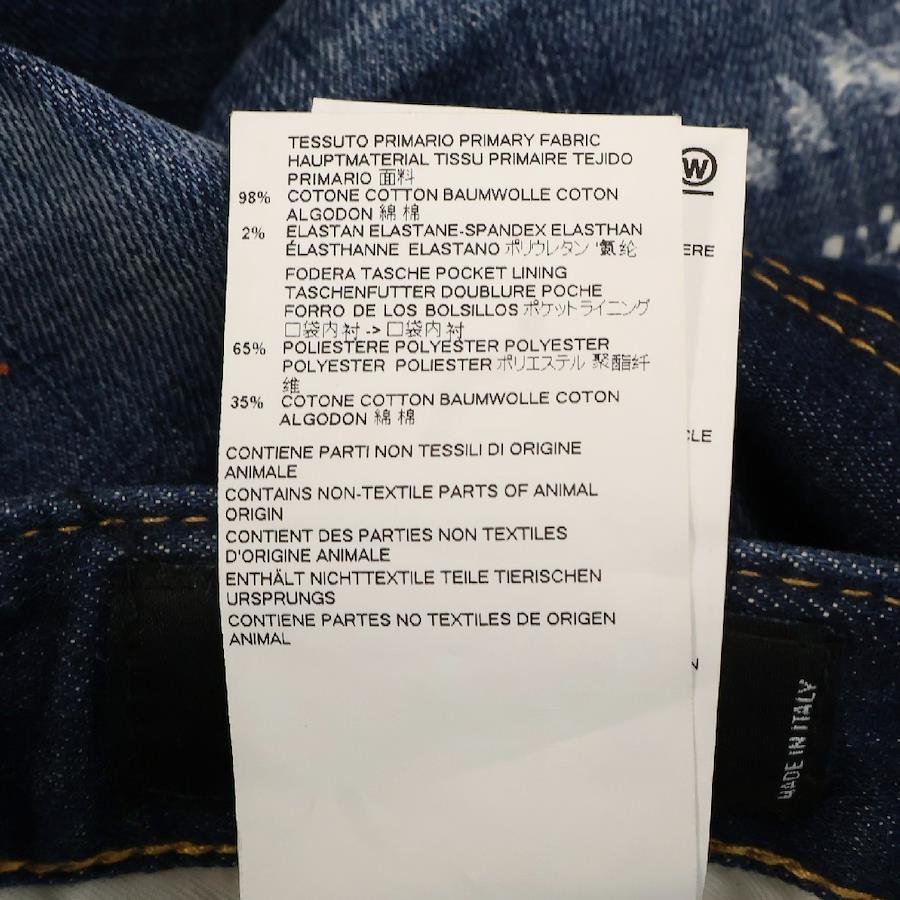 TESSUTO PRIMARIO PRIMARY FABRIC
HAUPTMATERIAL TISSU PRIMAIRE TEJIDO
PRIMARIO 面料
98% COTONE COTTON BAUMWOLLE COTON
ALGODON 綿 棉
2% ELASTAN ELASTANE-SPANDEX ELASTHAN
ÉLASTHANNE ELASTANO ポリウレタン '氨纶
FODERA TASCHE POCKET LINING
TASCHENFUTTER DOUBLURE POCHE
FORRO DE LOS BOLSILLOS ポケットライニング
口袋内衬 -> 口袋内衬
65% POLIESTERE POLYESTER POLYESTER
POLYESTER POLIESTER ポリエステル 聚酯纤
维
35% COTONE COTTON BAUMWOLLE COTON
ALGODON 綿 棉
CONTIENE PARTI NON TESSILI DI ORIGINE
ANIMALE
CONTAINS NON-TEXTILE PARTS OF ANIMAL
ORIGIN
CONTIENT DES PARTIES NON TEXTILES
D'ORIGINE ANIMALE
ENTHÄLT NICHTTEXTILE TEILE TIERISCHEN
URSPRUNGS
CONTIENE PARTES NO TEXTILES DE ORIGEN
ANIMAL
W
MADE IN ITALY